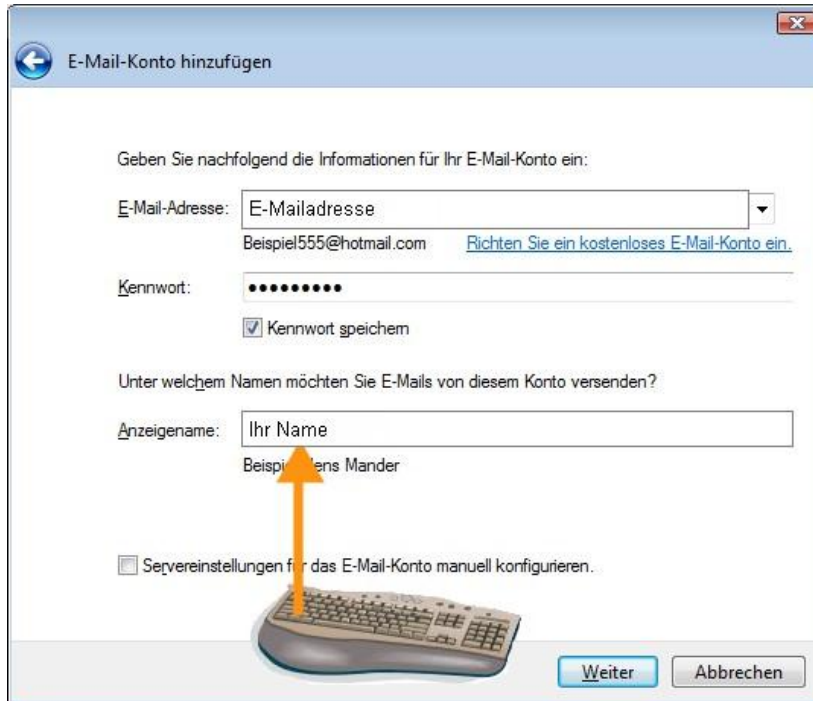 E-Mail-Konto hinzufügen
Geben Sie nachfolgend die Informationen für Ihr E-Mail-Konto ein:
E-Mail-Adresse: E-Mailadresse
Beispiel555@hotmail.com Richten Sie ein kostenloses E-Mail-Konto ein.
Kennwort: •••••••••
Kennwort speichern
Unter welchem Namen möchten Sie E-Mails von diesem Konto versenden?
Anzeigename: Ihr Name
Mander
Servereinstellungen für das E-Mail-Konto manuell konfigurieren.
Weiter Abbrechen